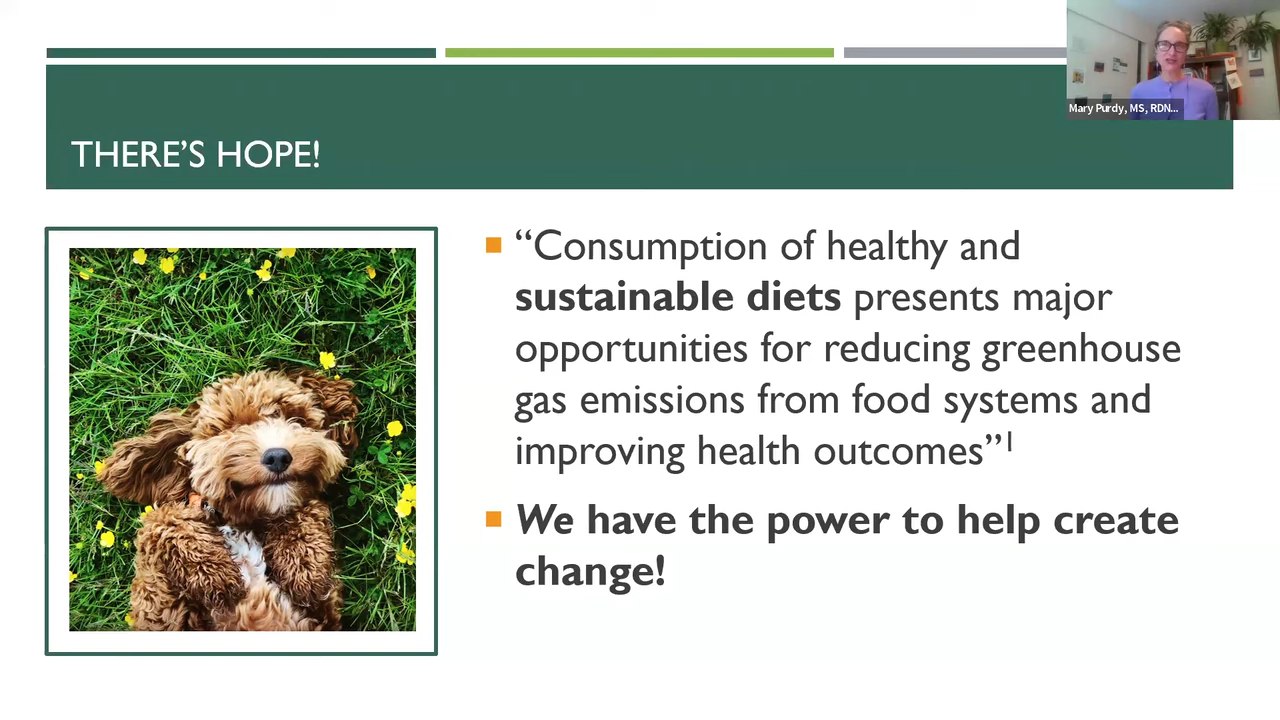 Mary Purdy, MS, RDN...
THERE'S HOPE!
“Consumption of healthy and
sustainable diets presents major
opportunities for reducing greenhouse
gas emissions from food systems and
improving health outcomes”1
We have the power to help create
change!